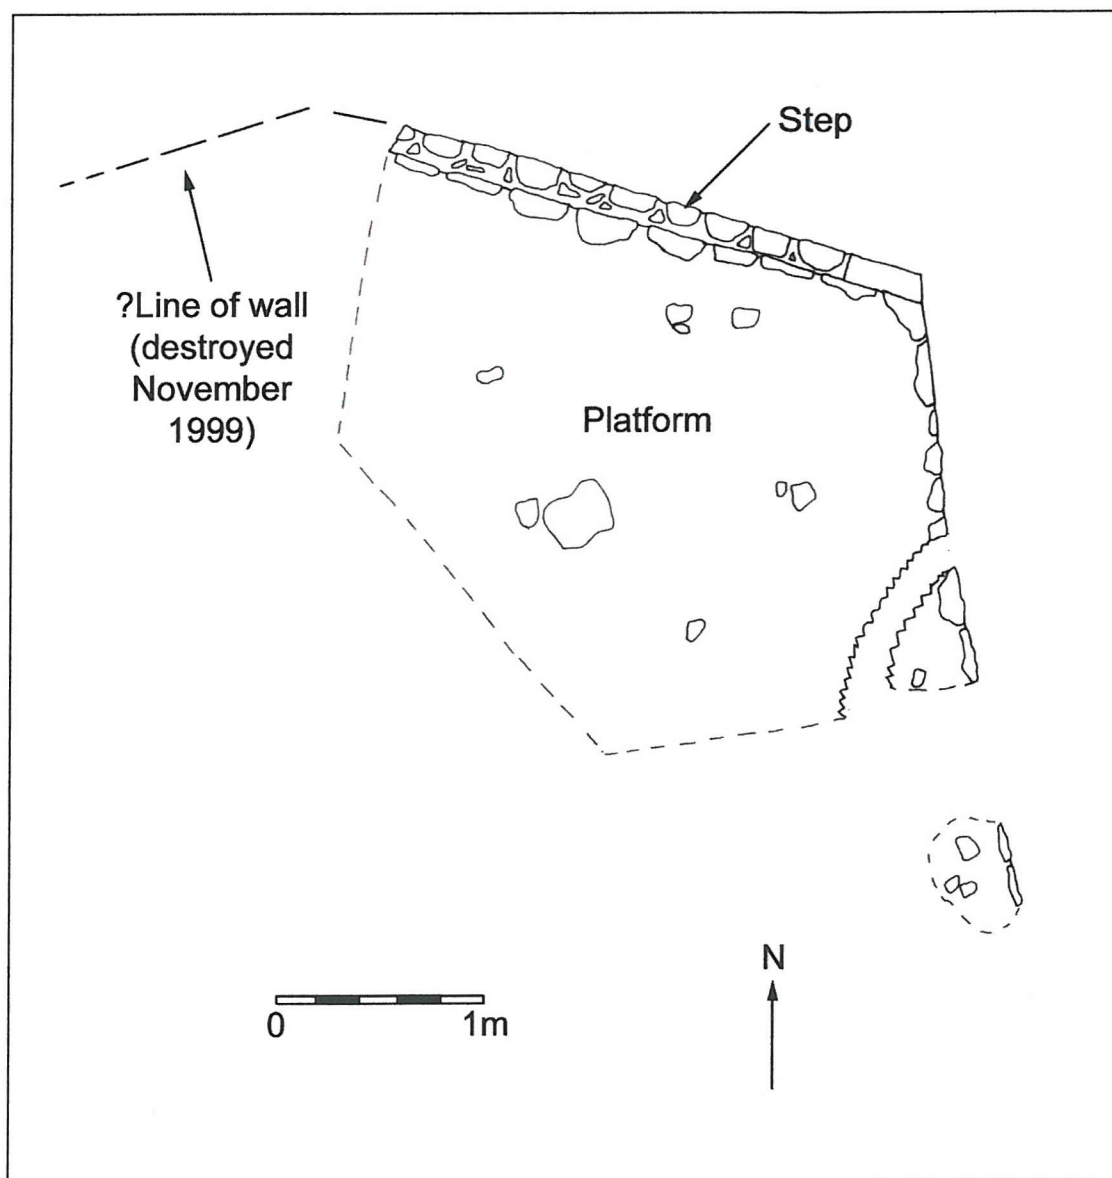 Step
?Line of wall
(destroyed
November
1999)
Platform
N
0 1m